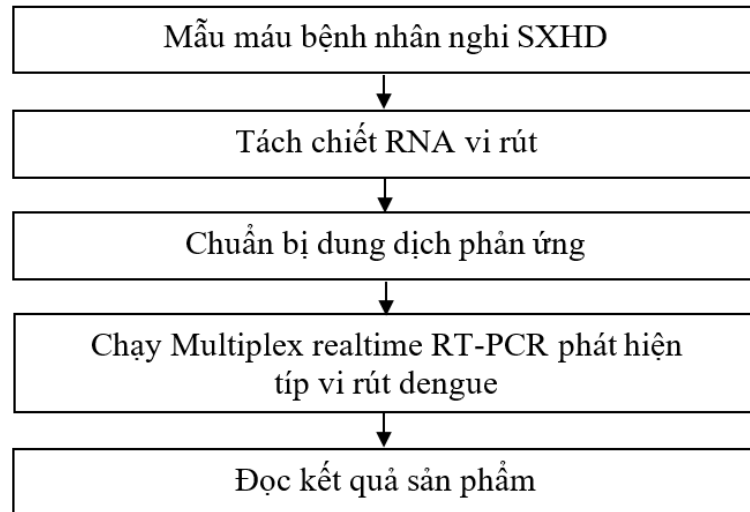 Mẫu máu bệnh nhân nghi SXHD
Tách chiết RNA vi rút
Chuẩn bị dung dịch phản ứng
Chạy Multiplex realtime RT-PCR phát hiện
típ vi rút dengue
Đọc kết quả sản phẩm